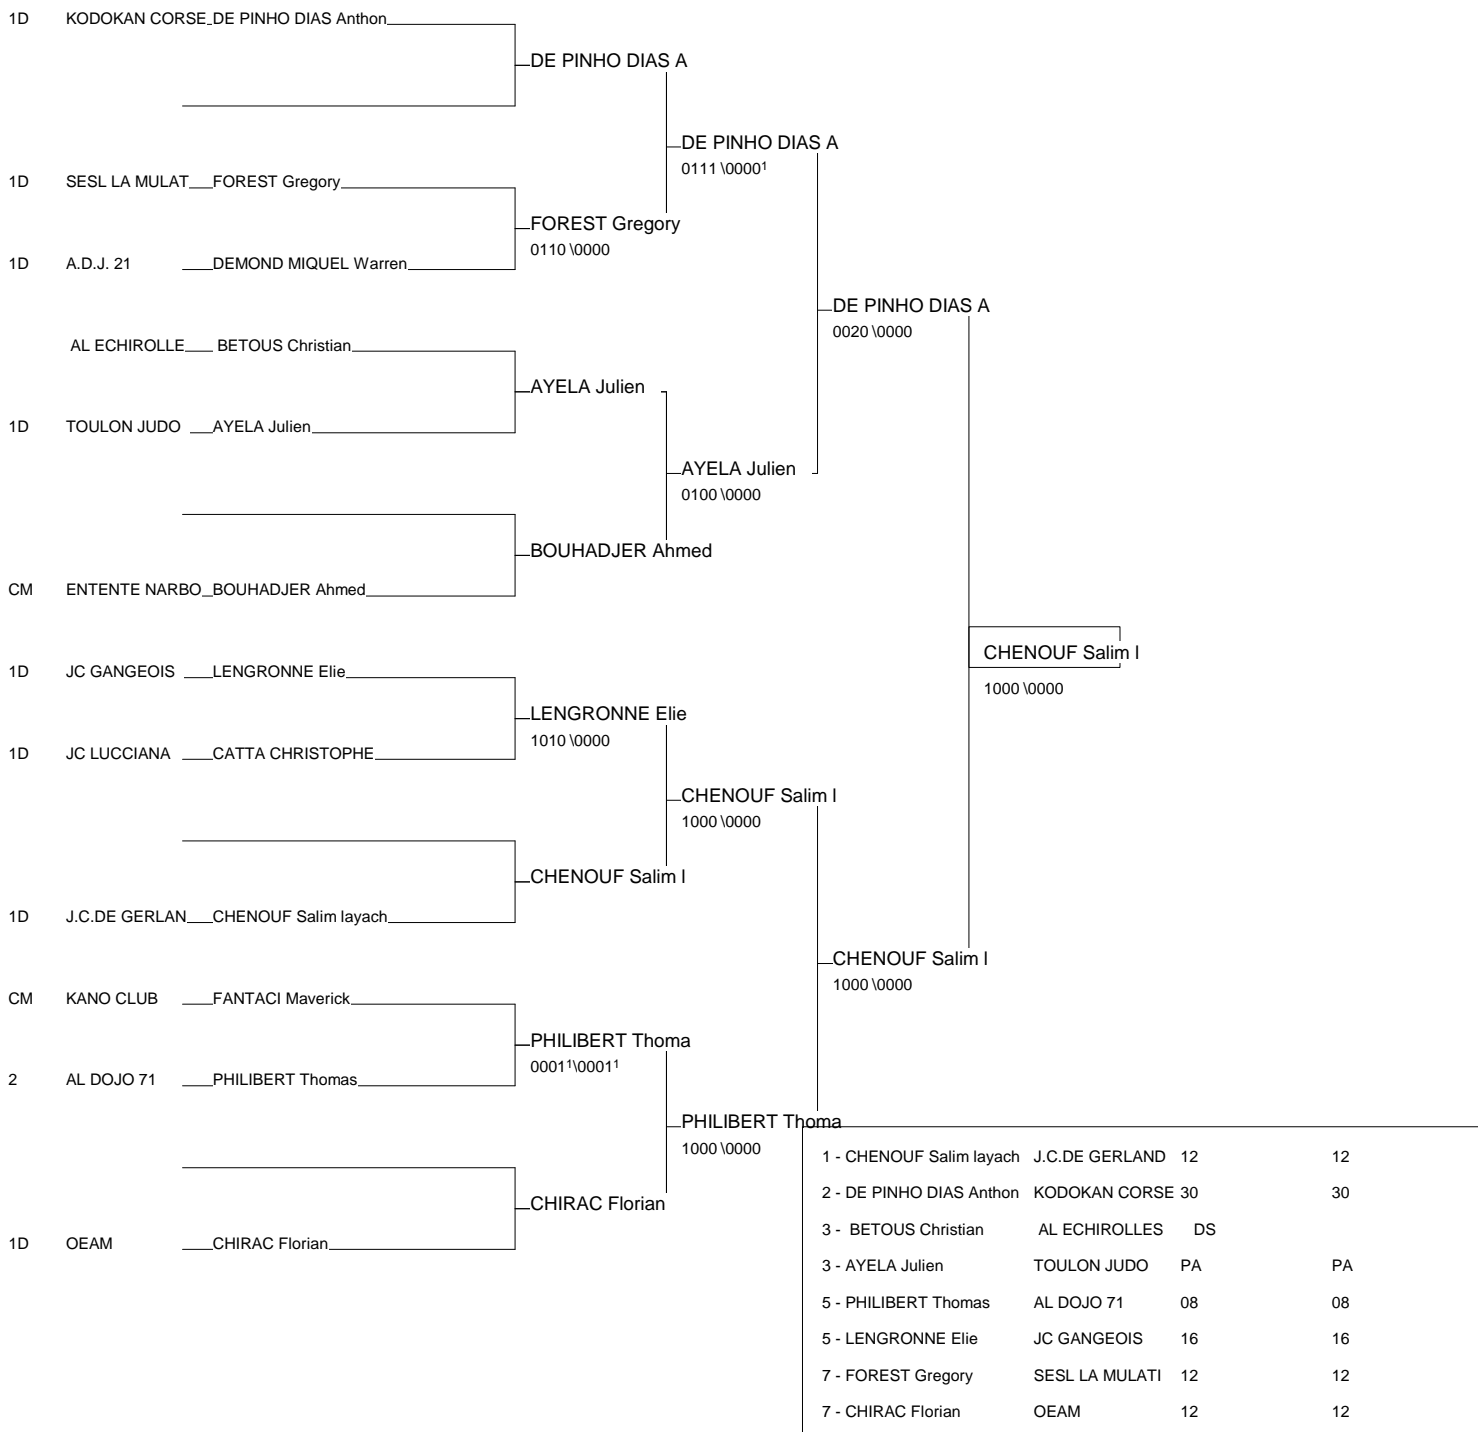 1D KODOKAN CORSE DE PINHO DIAS Anthon
DE PINHO DIAS A
DE PINHO DIAS A
0111 \0000¹
1D SESL LA MULAT FOREST Gregory
FOREST Gregory
0110 \0000
1D A.D.J. 21 DEMOND MIQUEL Warren
DE PINHO DIAS A
0020 \0000
AL ECHIROLLE BETOUS Christian
AYELA Julien
1D TOULON JUDO AYELA Julien
AYELA Julien
0100 \0000
BOUHADJER Ahmed
CM ENTENTE NARBO BOUHADJER Ahmed
CHENOUF Salim l
1000 \0000
1D JC GANGEOIS LENGRONNE Elie
LENGRONNE Elie
1010 \0000
1D JC LUCCIANA CATTA CHRISTOPHE
CHENOUF Salim l
1000 \0000
CHENOUF Salim l
1D J.C.DE GERLAN CHENOUF Salim layach
CHENOUF Salim l
1000 \0000
CM KANO CLUB FANTACI Maverick
PHILIBERT Thoma
0001¹\0001¹
2 AL DOJO 71 PHILIBERT Thomas
PHILIBERT Thoma
1000 \0000
CHIRAC Florian
1D OEAM CHIRAC Florian
1 - CHENOUF Salim layach J.C.DE GERLAND 12 12
2 - DE PINHO DIAS Anthon KODOKAN CORSE 30 30
3 - BETOUS Christian AL ECHIROLLES DS
3 - AYELA Julien TOULON JUDO PA PA
5 - PHILIBERT Thomas AL DOJO 71 08 08
5 - LENGRONNE Elie JC GANGEOIS 16 16
7 - FOREST Gregory SESL LA MULATI 12 12
7 - CHIRAC Florian OEAM 12 12